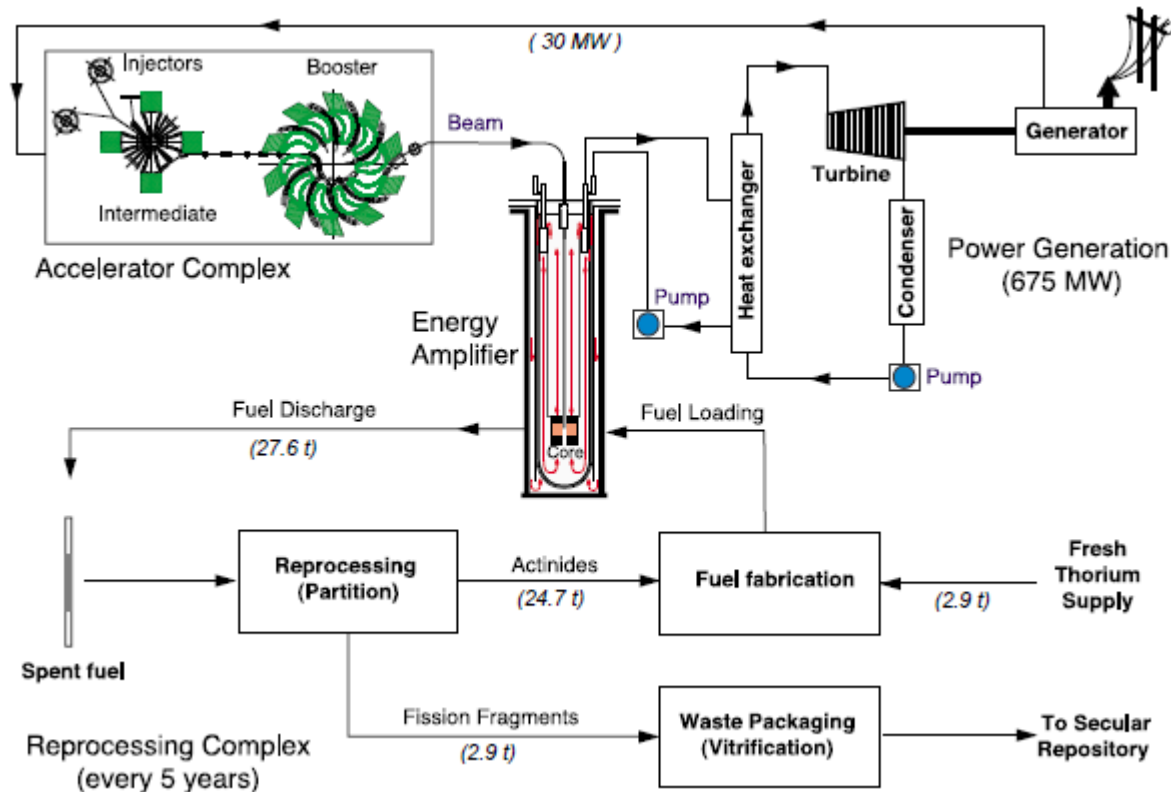 ( 30 MW )
Injectors
Booster
Intermediate
Accelerator Complex
Beam
Heat exchanger
Turbine
Generator
Condenser
Power Generation
(675 MW)
Pump
Pump
Energy
Amplifier
Core
Fuel Discharge
(27.6 t)
Fuel Loading
Spent fuel
Reprocessing
(Partition)
Actinides
(24.7 t)
Fuel fabrication
(2.9 t)
Fresh
Thorium
Supply
Fission Fragments
(2.9 t)
Waste Packaging
(Vitrification)
To Secular
Repository
Reprocessing Complex
(every 5 years)